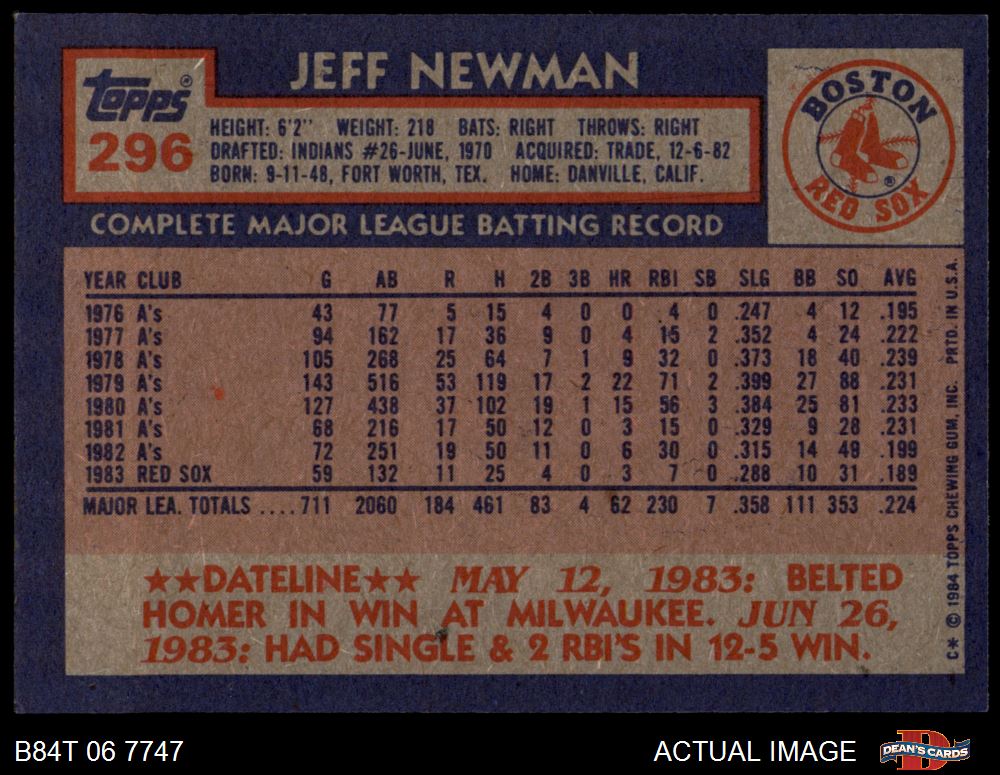 JEFF NEWMAN
Topps®
296
HEIGHT: 6'2" WEIGHT: 218 BATS: RIGHT THROWS: RIGHT
DRAFTED: INDIANS #26-JUNE, 1970 ACQUIRED: TRADE, 12-6-82
BORN: 9-11-48, FORT WORTH, TEX. HOME: DANVILLE, CALIF.
BOSTON
RED SOX ®
COMPLETE MAJOR LEAGUE BATTING RECORD
YEAR CLUB G AB R H 2B 3B HR RBI SB SLG BB SO AVG
1976 A's 43 77 5 15 4 0 0 4 0 .247 4 12 .195
1977 A's 94 162 17 36 9 0 4 15 2 .352 4 24 .222
1978 A's 105 268 25 64 7 1 9 32 0 .373 18 40 .239
1979 A's 143 516 53 119 17 2 22 71 2 .399 27 88 .231
1980 A's 127 438 37 102 19 1 15 56 3 .384 25 81 .233
1981 A's 68 216 17 50 12 0 3 15 0 .329 9 28 .231
1982 A's 72 251 19 50 11 0 6 30 0 .315 14 49 .199
1983 RED SOX 59 132 11 25 4 0 3 7 0 .288 10 31 .189
MAJOR LEA. TOTALS ....711 2060 184 461 83 4 62 230 7 .358 111 353 .224
★★DATELINE★★ MAY 12, 1983: BELTED
HOMER IN WIN AT MILWAUKEE. JUN 26,
1983: HAD SINGLE & 2 RBI'S IN 12-5 WIN.
C* © 1984 TOPPS CHEWING GUM, INC. PRTD. IN U.S.A.
B84T 06 7747
ACTUAL IMAGE
DEAN'S CARDS